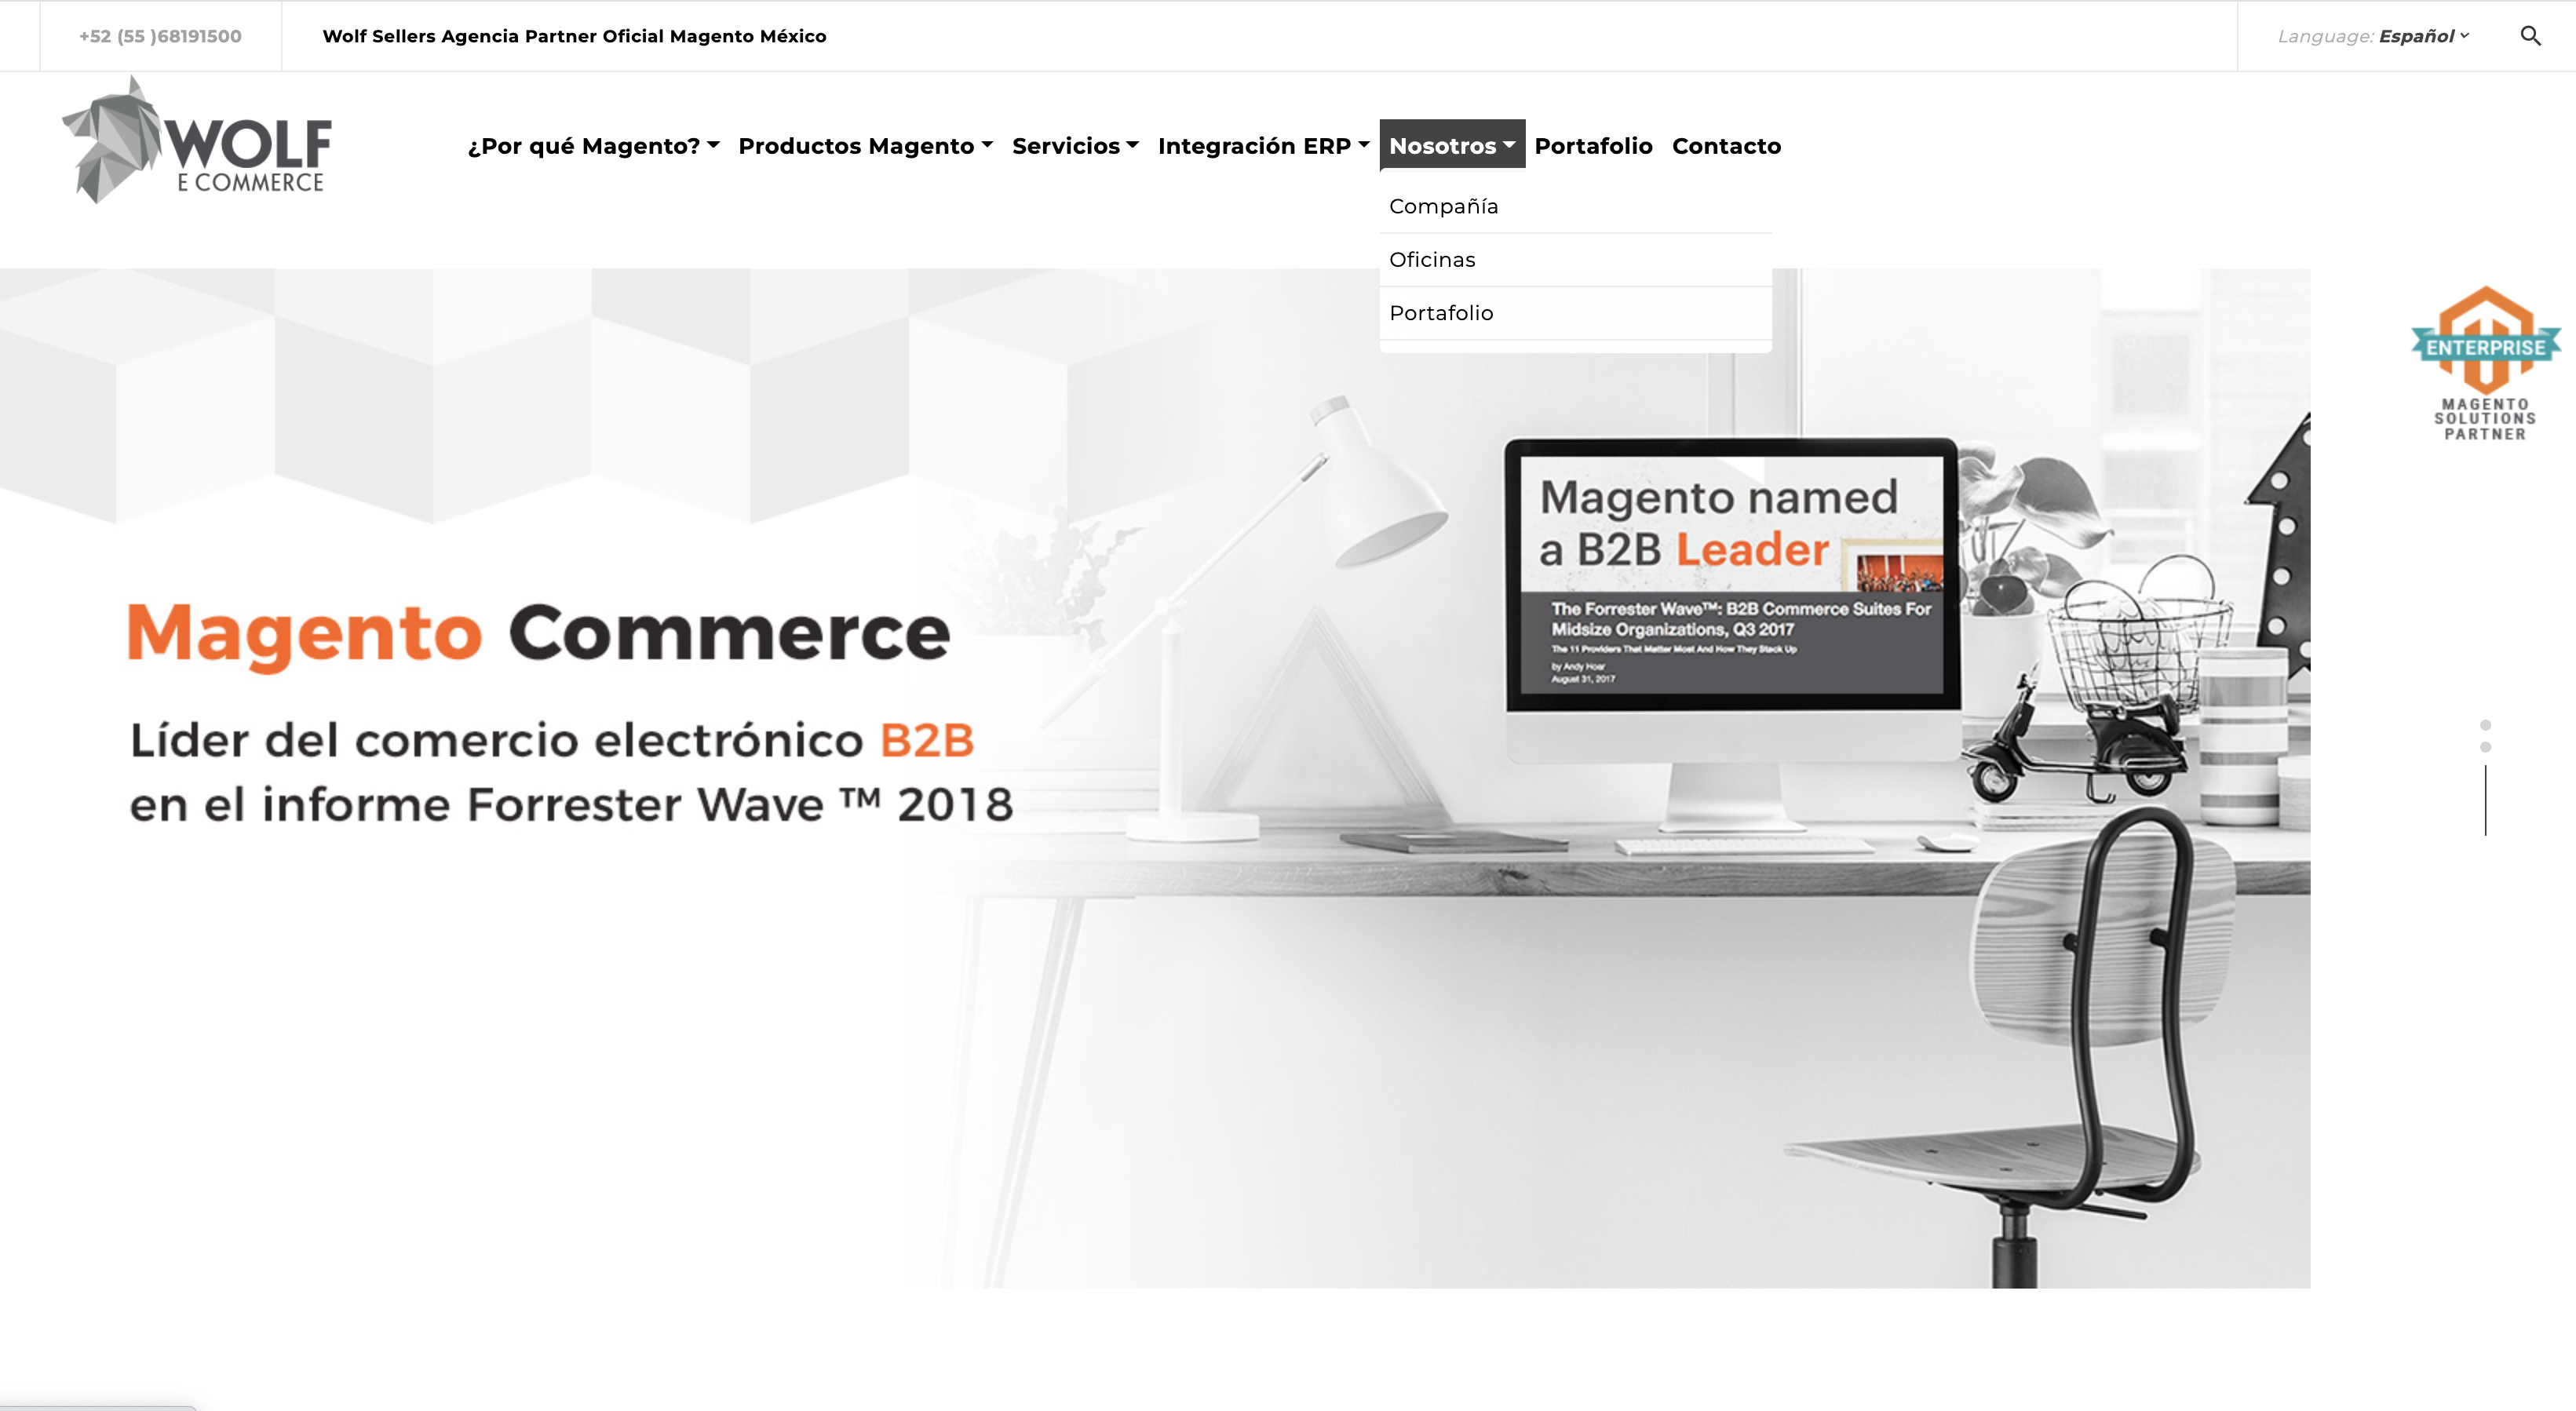 +52 (55 )68191500
Wolf Sellers Agencia Partner Oficial Magento México
Language: Español
WOLF
E COMMERCE
¿Por qué Magento?
Productos Magento
Servicios
Integración ERP
Nosotros
Portafolio
Contacto
Compañía
Oficinas
Portafolio
ENTERPRISE
MAGENTO
SOLUTIONS
PARTNER
Magento named
a B2B Leader
The Forrester Wave™: B2B Commerce Suites For
Midsize Organizations, Q3 2017
The 11 Providers That Matter Most And How They Stack Up
by Andy Hoar
August 31, 2017
Magento Commerce
Líder del comercio electrónico B2B
en el informe Forrester Wave ™ 2018